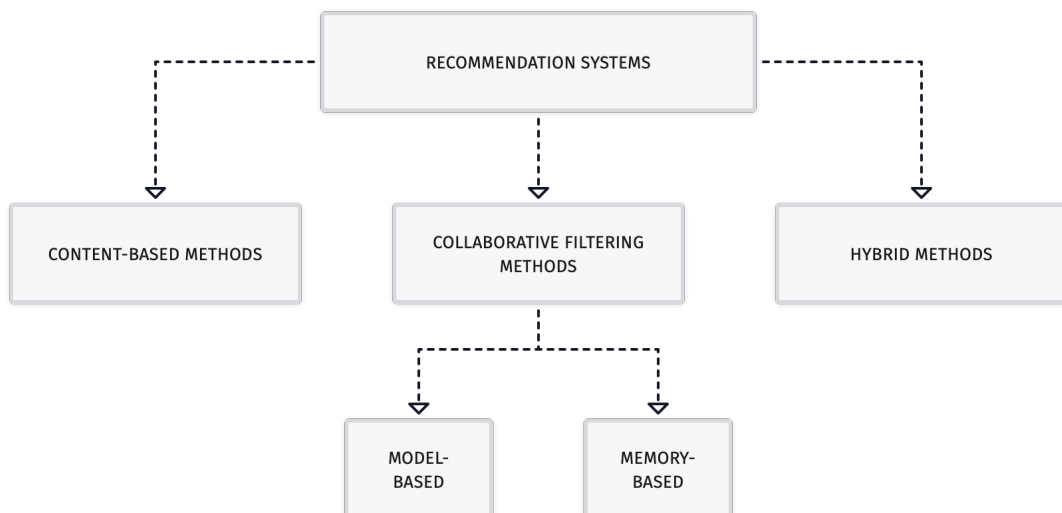 RECOMMENDATION SYSTEMS
CONTENT-BASED METHODS
COLLABORATIVE FILTERING
METHODS
HYBRID METHODS
MODEL-
BASED
MEMORY-
BASED